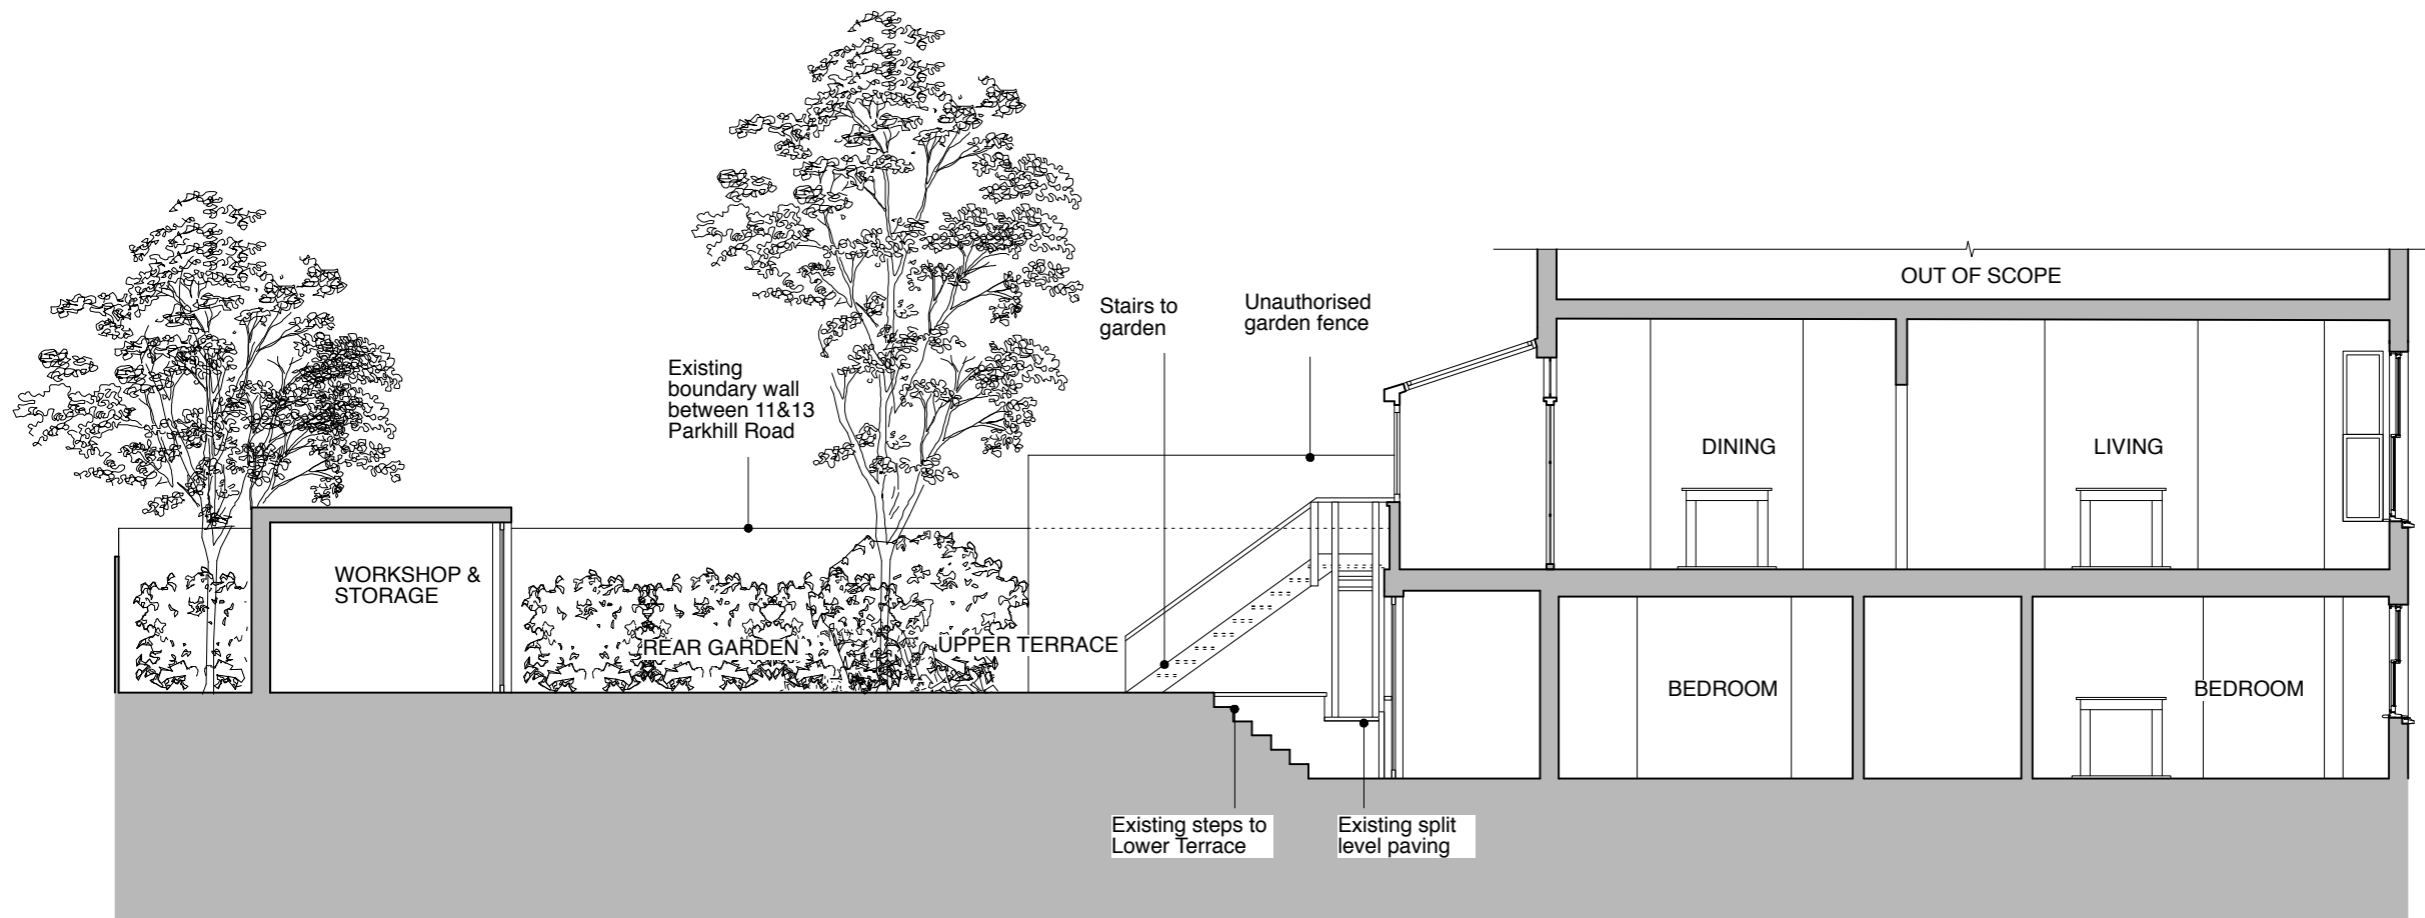 OUT OF SCOPE
Stairs to
garden
Unauthorised
garden fence
Existing
boundary wall
between 11&13
Parkhill Road
DINING
LIVING
WORKSHOP &
STORAGE
REAR GARDEN
UPPER TERRACE
BEDROOM
BEDROOM
Existing steps to
Lower Terrace
Existing split
level paving